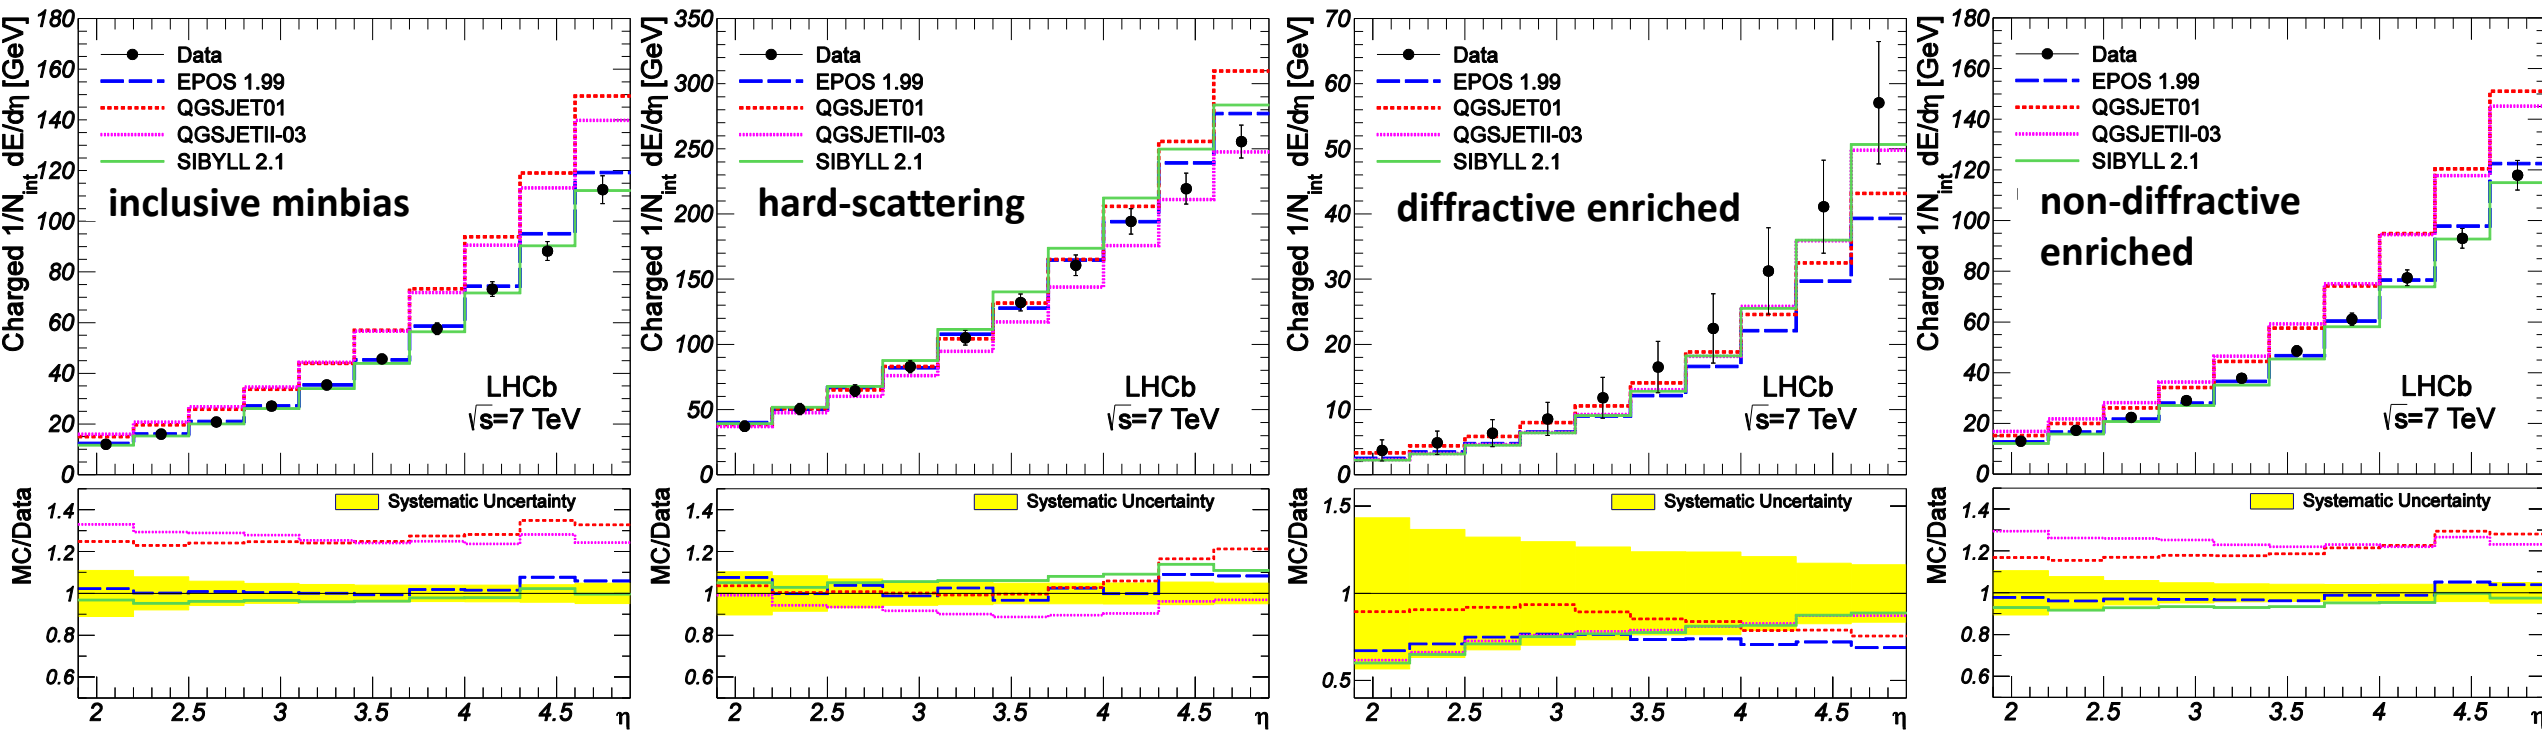 Charged 1/N_int dE/dη [GeV]
180
160
140
120
100
80
60
40
20
0
Data
EPOS 1.99
QGSJET01
QGSJETII-03
SIBYLL 2.1
inclusive minbias
LHCb
√s=7 TeV
MC/Data
1.4
1.2
1
0.8
0.6
Systematic Uncertainty
2 2.5 3 3.5 4 4.5 η
Charged 1/N_int dE/dη [GeV]
350
300
250
200
150
100
50
0
Data
EPOS 1.99
QGSJET01
QGSJETII-03
SIBYLL 2.1
hard-scattering
LHCb
√s=7 TeV
MC/Data
1.4
1.2
1
0.8
0.6
Systematic Uncertainty
2 2.5 3 3.5 4 4.5 η
Charged 1/N_int dE/dη [GeV]
70
60
50
40
30
20
10
0
Data
EPOS 1.99
QGSJET01
QGSJETII-03
SIBYLL 2.1
diffractive enriched
LHCb
√s=7 TeV
MC/Data
1.5
1
0.5
Systematic Uncertainty
2 2.5 3 3.5 4 4.5 η
Charged 1/N_int dE/dη [GeV]
180
160
140
120
100
80
60
40
20
0
Data
EPOS 1.99
QGSJET01
QGSJETII-03
SIBYLL 2.1
non-diffractive
enriched
LHCb
√s=7 TeV
MC/Data
1.4
1.2
1
0.8
0.6
Systematic Uncertainty
2 2.5 3 3.5 4 4.5 η